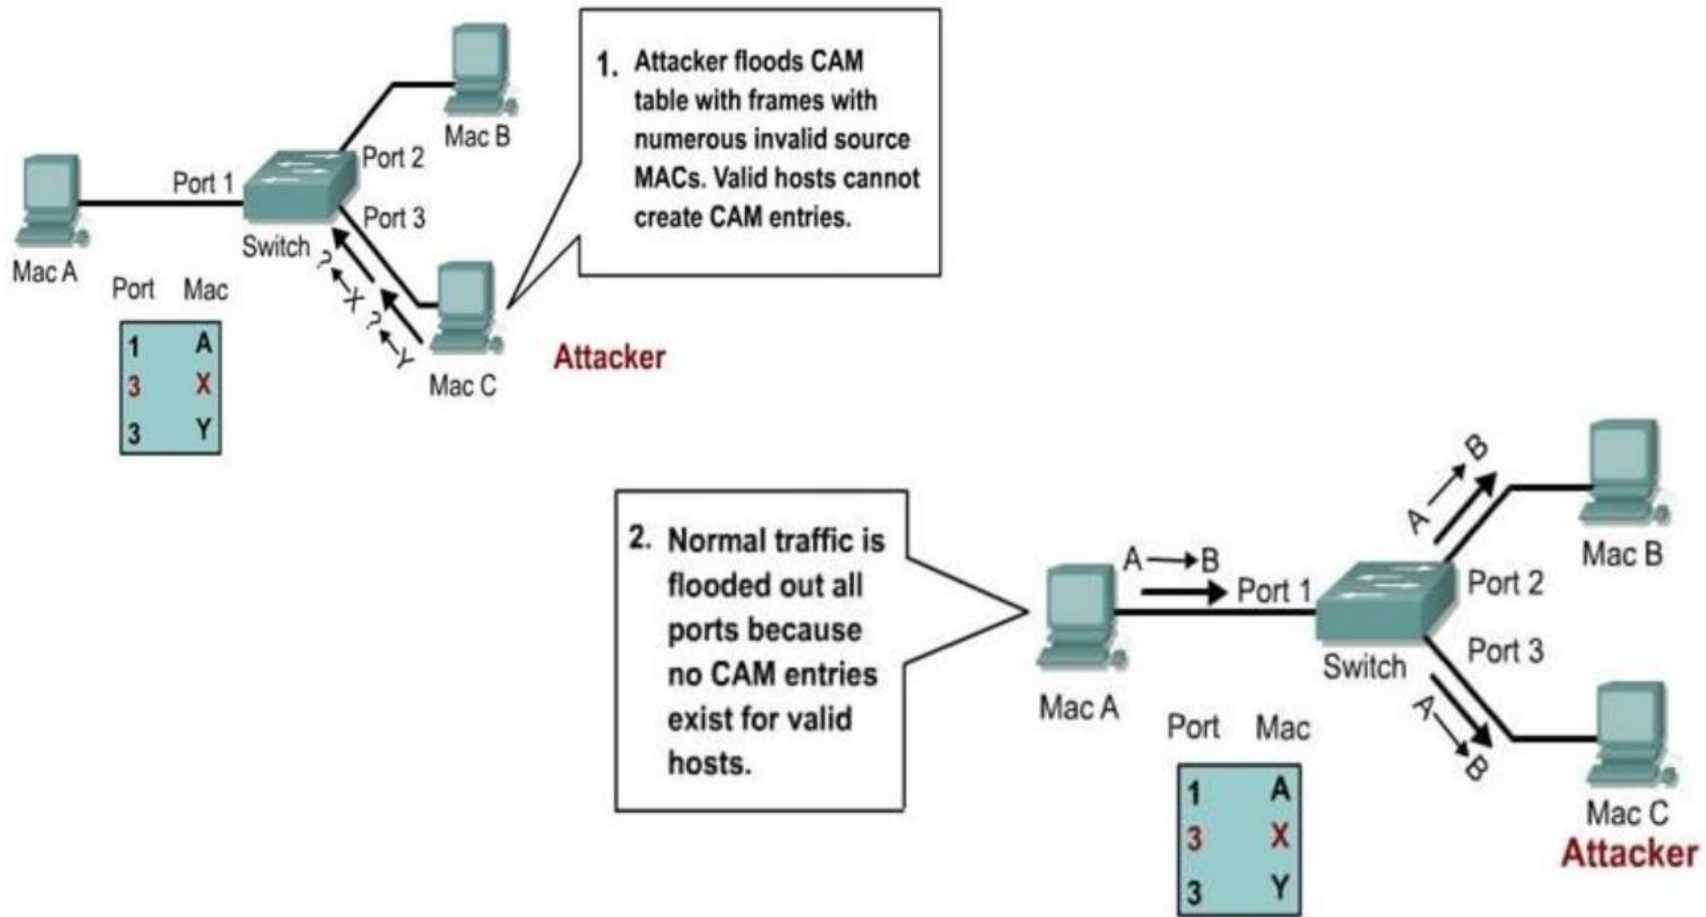 Mac B
1. Attacker floods CAM
table with frames with
numerous invalid source
MACs. Valid hosts cannot
create CAM entries.
Port 2
Port 1
Port 3
Switch
Mac A
? ← X
? ← Y
Port Mac
1 A
3 X
3 Y
Mac C
Attacker
2. Normal traffic is
flooded out all
ports because
no CAM entries
exist for valid
hosts.
A → B
A → B
Mac B
Port 1
Port 2
Port 3
Switch
Mac A
A → B
Port Mac
1 A
3 X
3 Y
Mac C
Attacker